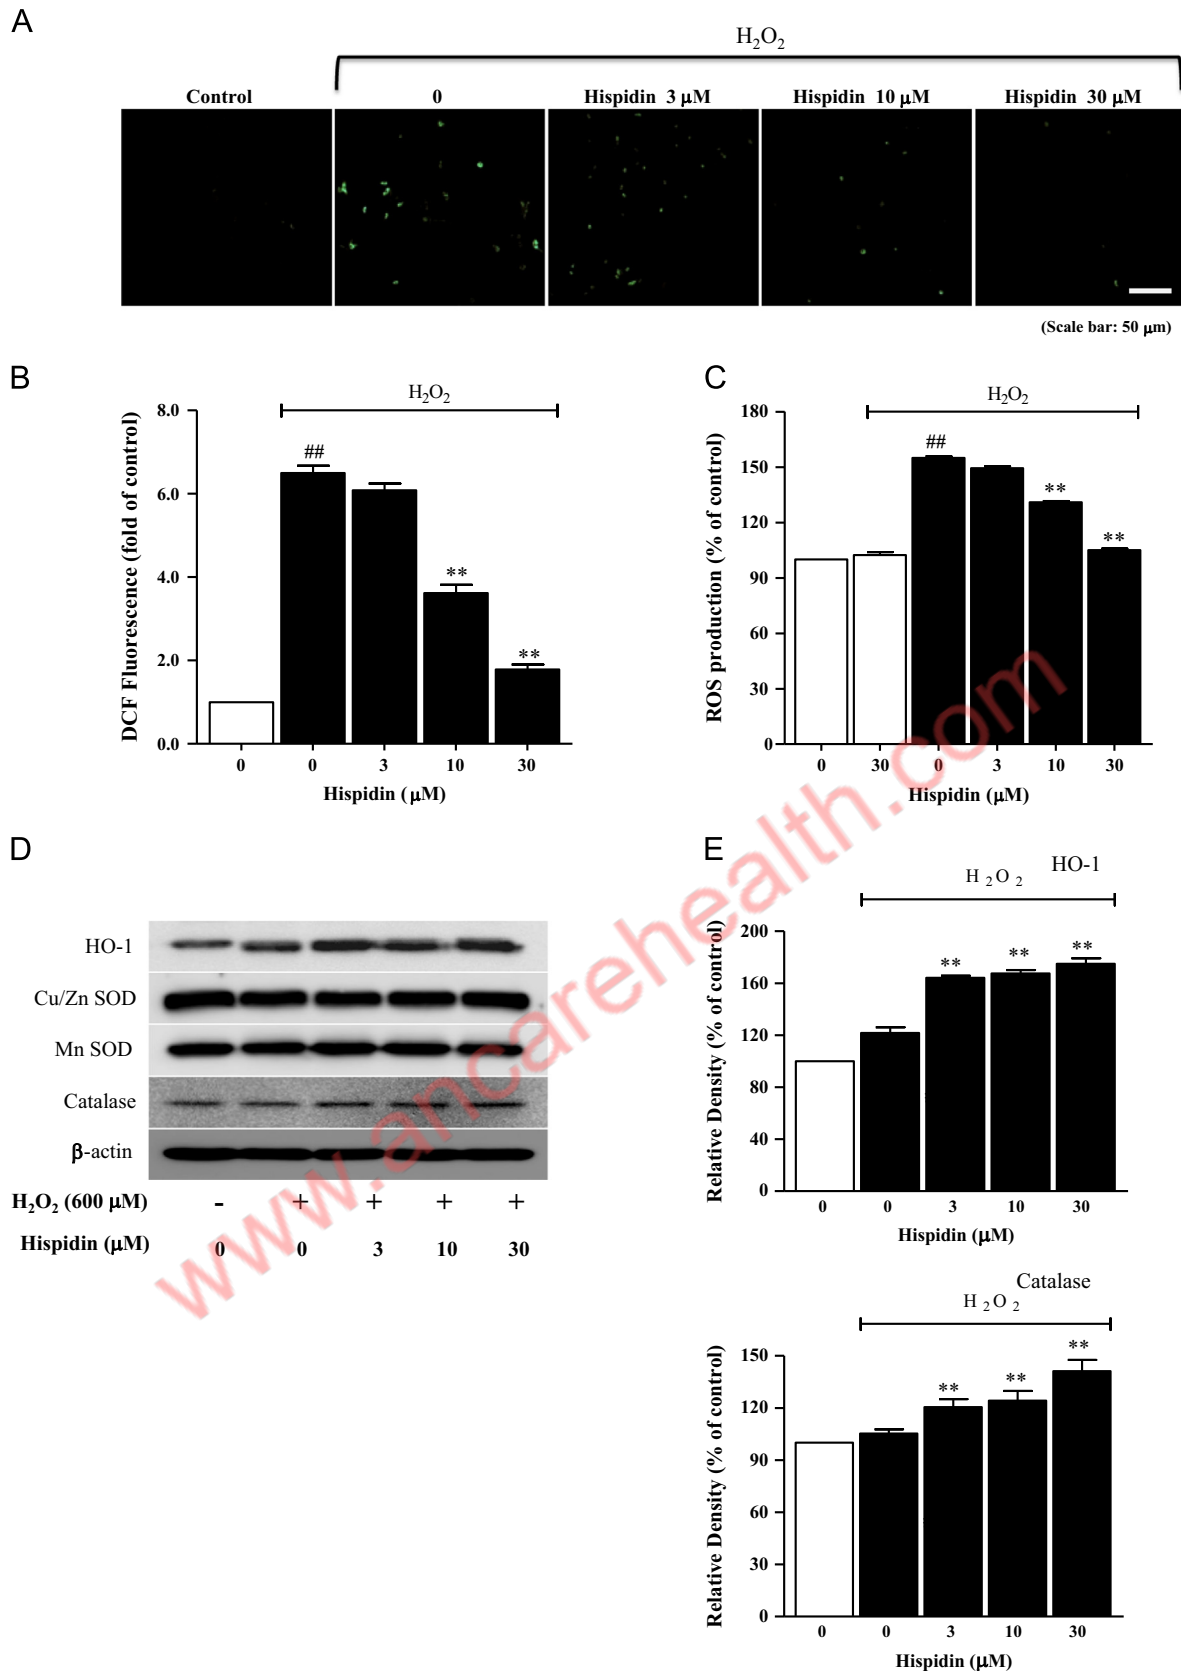 A
H₂O₂
Control 0 Hispidin 3 μM Hispidin 10 μM Hispidin 30 μM
(Scale bar: 50 μm)
B
H₂O₂
DCF Fluorescence (fold of control)
8.0
6.0
4.0
2.0
0.0
##
**
**
0 0 3 10 30
Hispidin (μM)
C
H₂O₂
ROS production (% of control)
180
150
120
90
60
30
0
##
**
**
0 30 0 3 10 30
Hispidin (μM)
D
HO-1
Cu/Zn SOD
Mn SOD
Catalase
β-actin
H₂O₂ (600 μM) - + + + +
Hispidin (μM) 0 0 3 10 30
E
HO-1
H₂O₂
Relative Density (% of control)
200
160
120
80
40
0
** ** **
0 0 3 10 30
Hispidin (μM)
Catalase
H₂O₂
Relative Density (% of control)
150
120
90
60
30
0
** ** **
0 0 3 10 30
Hispidin (μM)
www.ancarehealth.com